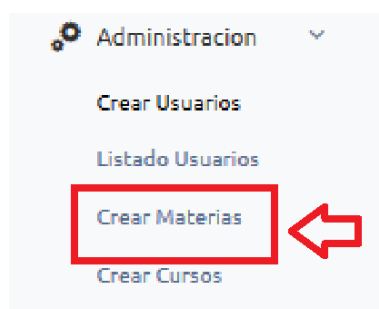 Administracion
Crear Usuarios
Listado Usuarios
Crear Materias
Crear Cursos